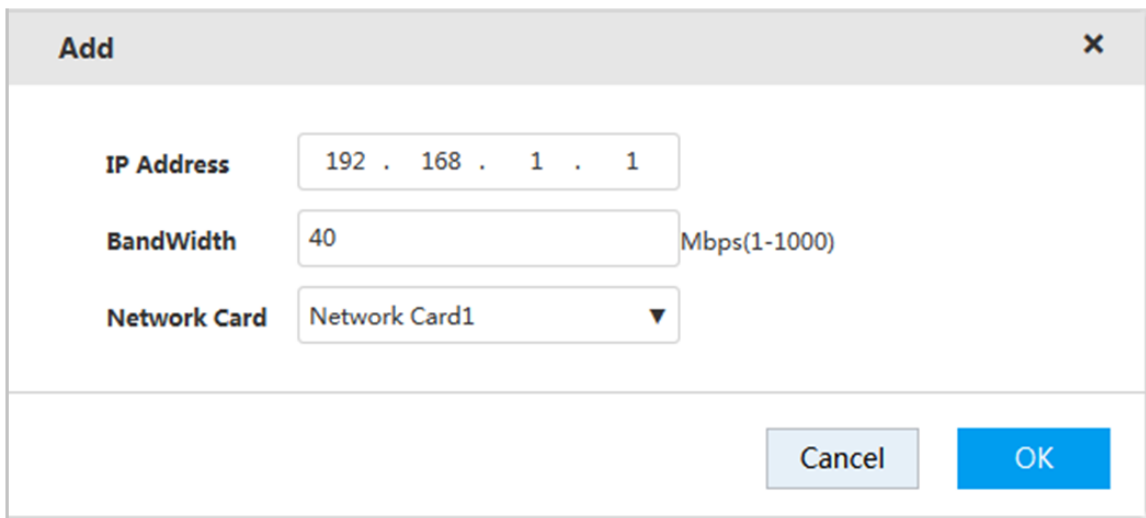 Add ×
IP Address 192 . 168 . 1 . 1
BandWidth 40 Mbps(1-1000)
Network Card Network Card1 ▼
Cancel OK